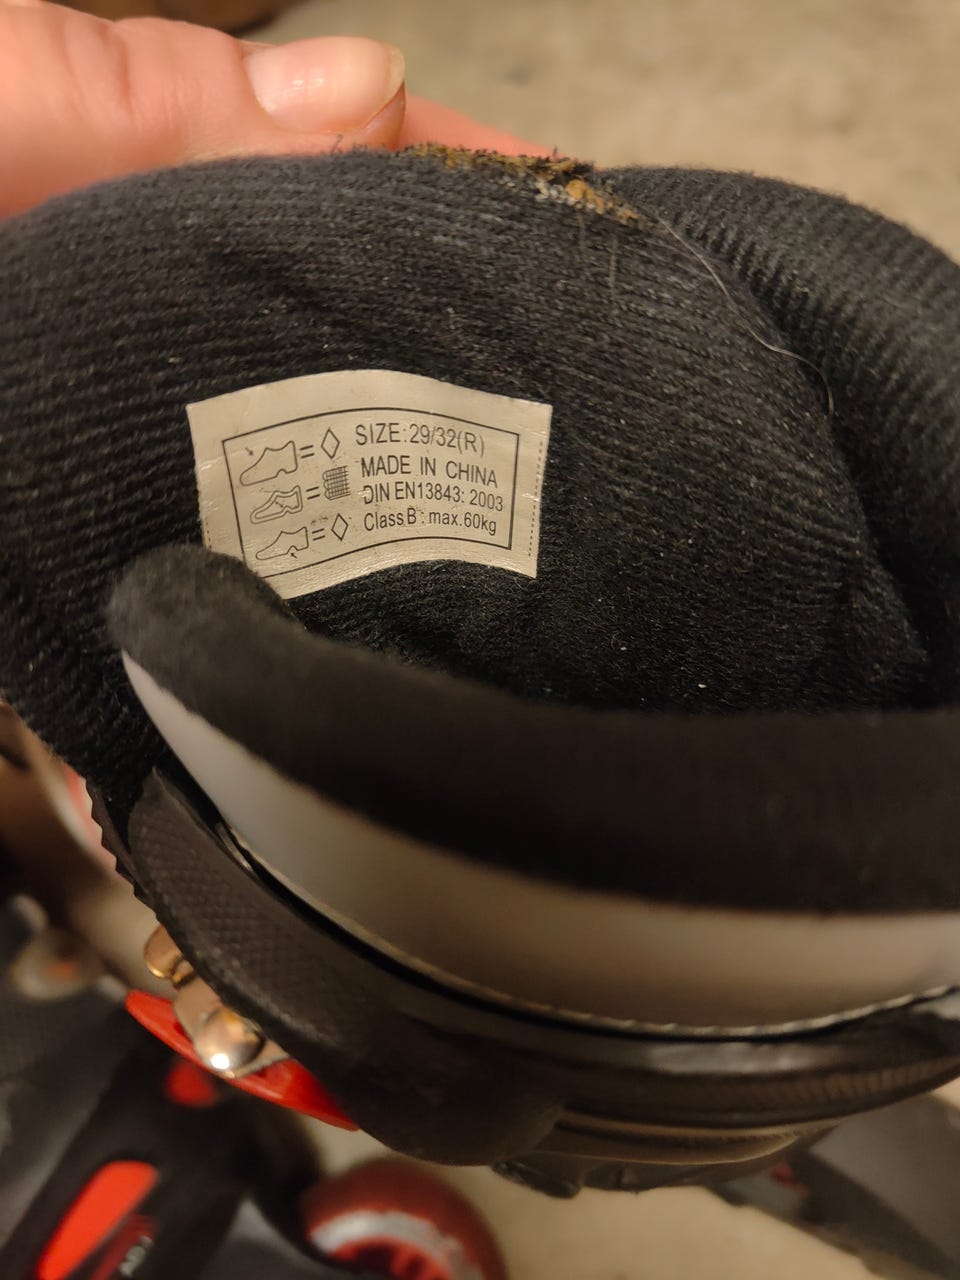 SIZE:29/32(R)
MADE IN CHINA
DIN EN13843: 2003
Class B : max.60kg